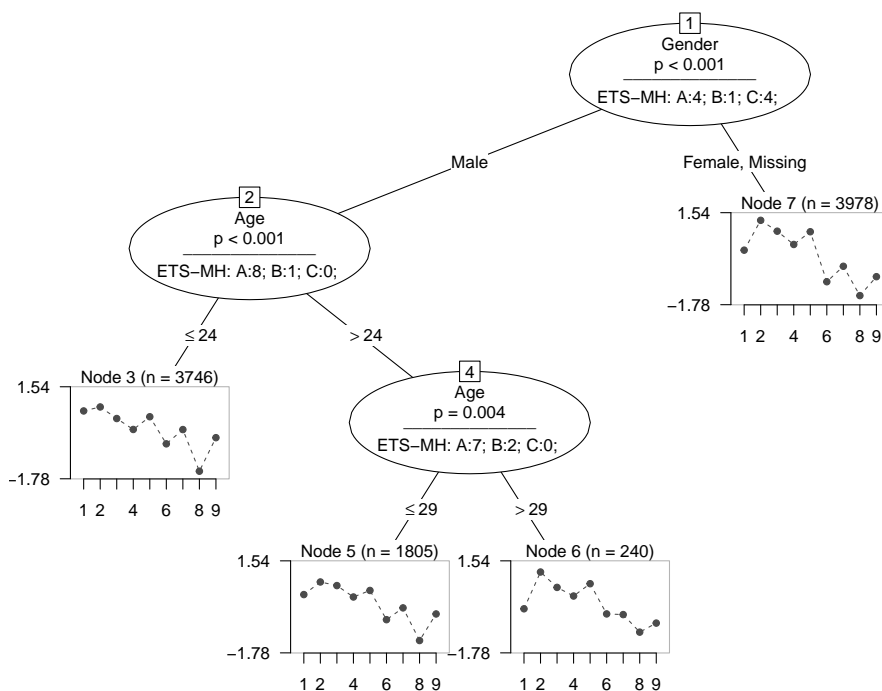 1
Gender
p < 0.001
ETS−MH: A:4; B:1; C:4;
Male
Female, Missing
2
Age
p < 0.001
ETS−MH: A:8; B:1; C:0;
Node 7 (n = 3978)
1.54
−1.78
1 2 4 6 8 9
≤ 24
> 24
Node 3 (n = 3746)
1.54
−1.78
1 2 4 6 8 9
4
Age
p = 0.004
ETS−MH: A:7; B:2; C:0;
≤ 29
> 29
Node 5 (n = 1805)
1.54
−1.78
1 2 4 6 8 9
Node 6 (n = 240)
1.54
−1.78
1 2 4 6 8 9